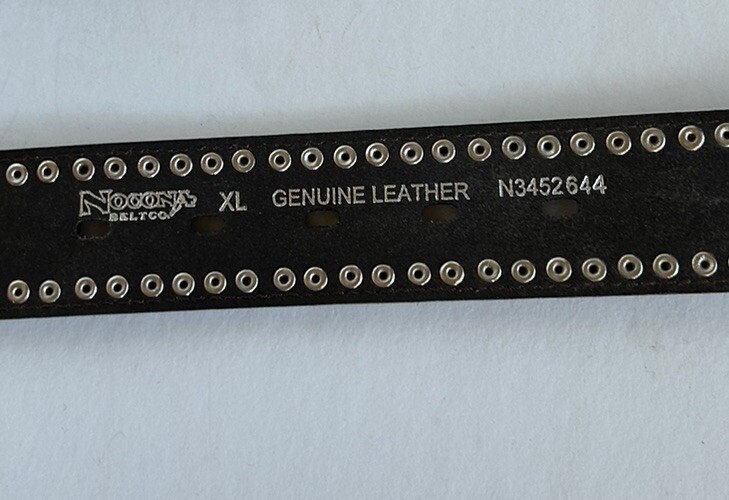 NOCONA XL GENUINE LEATHER N3452644
BELT CO.